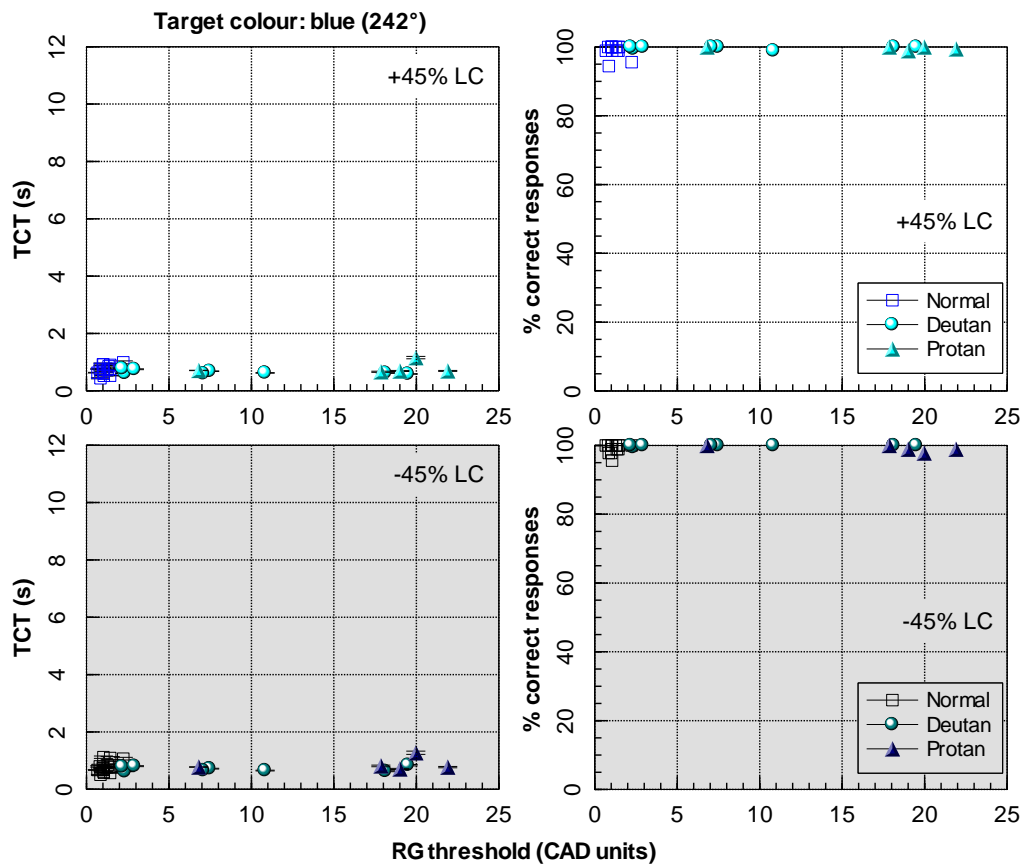 Target colour: blue (242°)
12
10
8
6
4
2
0
TCT (s)
+45% LC
0 5 10 15 20 25
100
80
60
40
20
0
% correct responses
+45% LC
Normal
Deutan
Protan
0 5 10 15 20 25
12
10
8
6
4
2
0
TCT (s)
-45% LC
0 5 10 15 20 25
100
80
60
40
20
0
% correct responses
-45% LC
Normal
Deutan
Protan
0 5 10 15 20 25
RG threshold (CAD units)